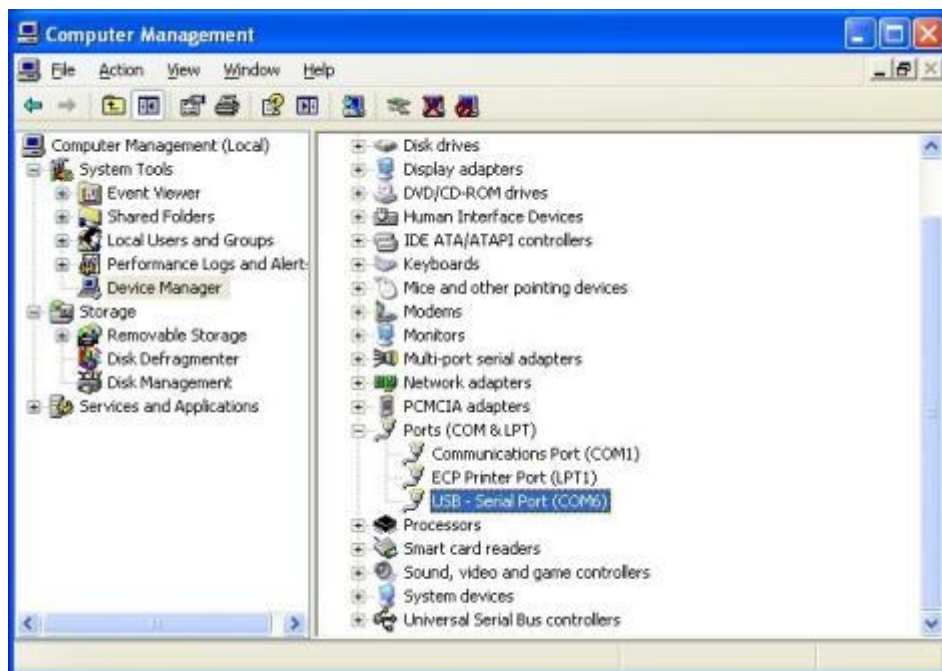 Computer Management
File Action View Window Help
Computer Management (Local)
System Tools
Event Viewer
Shared Folders
Local Users and Groups
Performance Logs and Alert
Device Manager
Storage
Removable Storage
Disk Defragmenter
Disk Management
Services and Applications
Disk drives
Display adapters
DVD/CD-ROM drives
Human Interface Devices
IDE ATA/ATAPI controllers
Keyboards
Mice and other pointing devices
Modems
Monitors
Multi-port serial adapters
Network adapters
PCMCIA adapters
Ports (COM & LPT)
Communications Port (COM1)
ECP Printer Port (LPT1)
USB - Serial Port (COM6)
Processors
Smart card readers
Sound, video and game controllers
System devices
Universal Serial Bus controllers